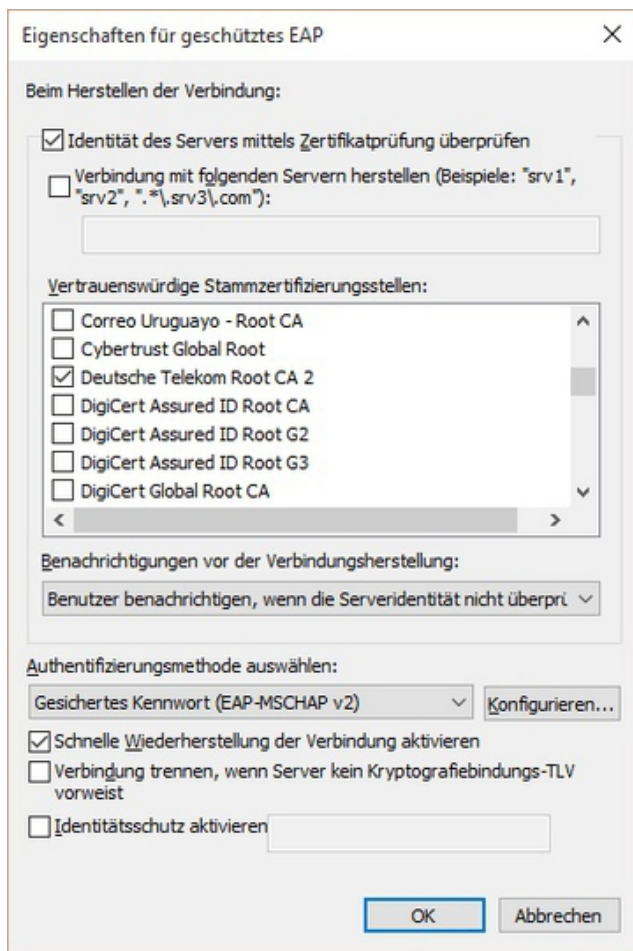 Eigenschaften für geschütztes EAP
Beim Herstellen der Verbindung:
Identität des Servers mittels Zertifikatprüfung überprüfen
Verbindung mit folgenden Servern herstellen (Beispiele: "srv1",
"srv2", ".*\.srv3\.com"):
Vertrauenswürdige Stammzertifizierungsstellen:
Correo Uruguayo - Root CA
Cybertrust Global Root
Deutsche Telekom Root CA 2
DigiCert Assured ID Root CA
DigiCert Assured ID Root G2
DigiCert Assured ID Root G3
DigiCert Global Root CA
Benachrichtigungen vor der Verbindungsherstellung:
Benutzer benachrichtigen, wenn die Serveridentität nicht überprü
Authentifizierungsmethode auswählen:
Gesichertes Kennwort (EAP-MSCHAP v2)
Konfigurieren...
Schnelle Wiederherstellung der Verbindung aktivieren
Verbindung trennen, wenn Server kein Kryptografiebindungs-TLV
vorweist
Identitätsschutz aktivieren
OK
Abbrechen